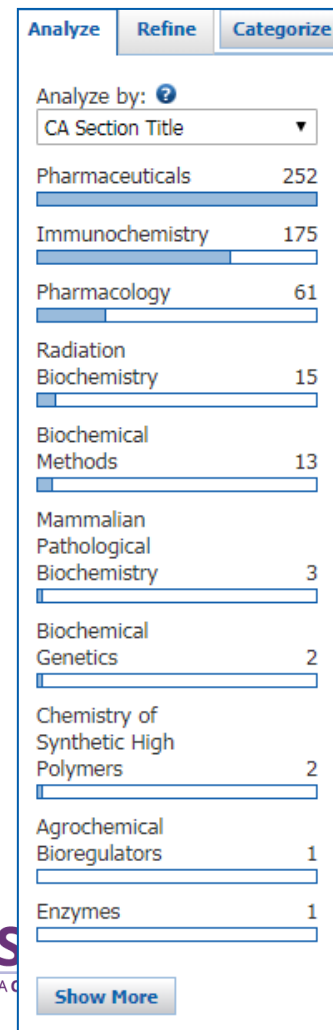 Analyze Refine Categorize
Analyze by: ?
CA Section Title ▼
Pharmaceuticals 252
Immunochemistry 175
Pharmacology 61
Radiation
Biochemistry 15
Biochemical
Methods 13
Mammalian
Pathological
Biochemistry 3
Biochemical
Genetics 2
Chemistry of
Synthetic High
Polymers 2
Agrochemical
Bioregulators 1
Enzymes 1
S
A C
Show More